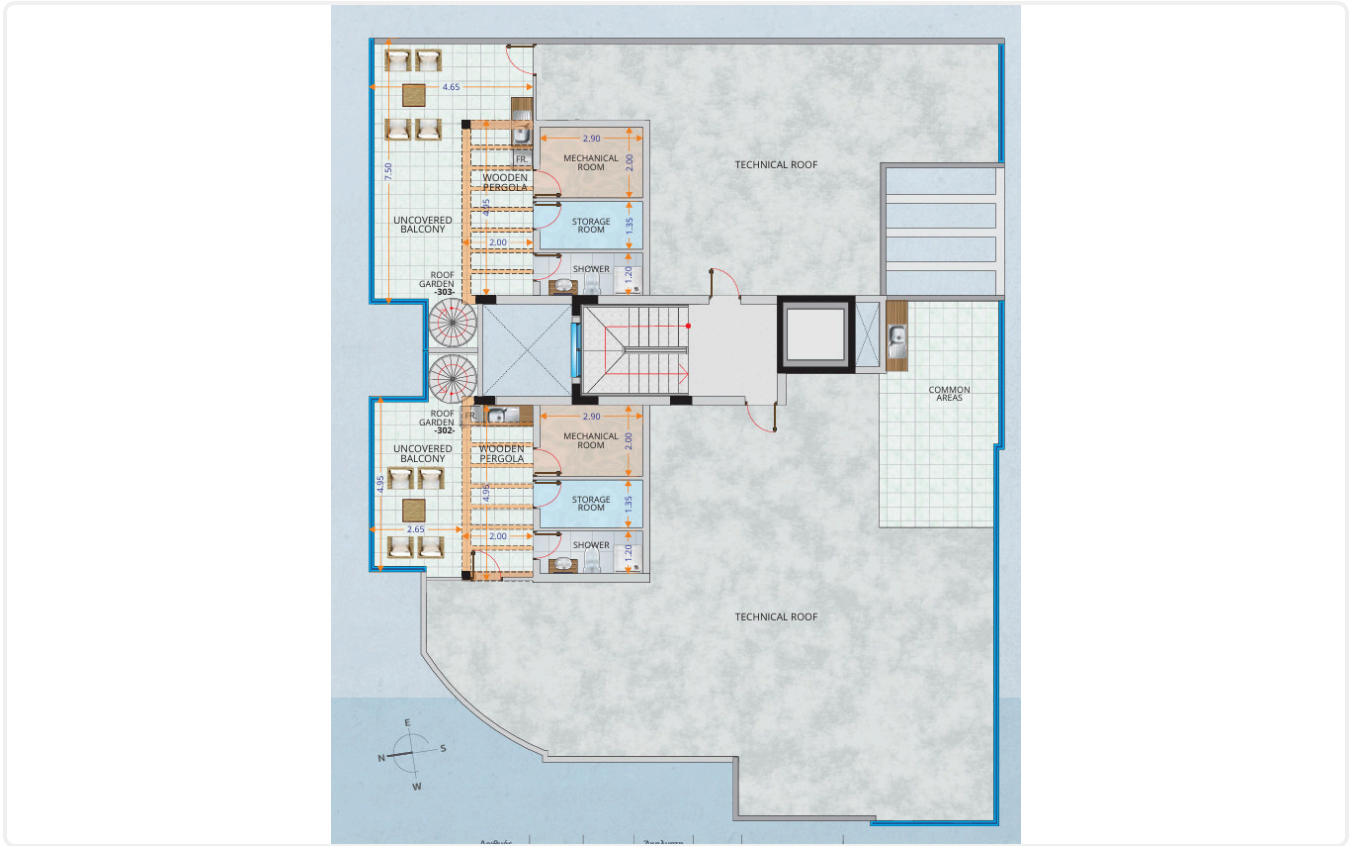 4.65
2.90
MECHANICAL
ROOM
2.00
TECHNICAL ROOF
FR.
7.50
WOODEN
PERGOLA
4.95
UNCOVERED
BALCONY
STORAGE
ROOM
1.35
2.00
SHOWER
1.20
ROOF
GARDEN
-303-
COMMON
AREAS
ROOF
GARDEN
-302-
FR.
2.90
MECHANICAL
ROOM
2.00
UNCOVERED
BALCONY
WOODEN
PERGOLA
4.95
4.95
STORAGE
ROOM
1.35
2.65
2.00
SHOWER
1.20
TECHNICAL ROOF
E
N
S
W